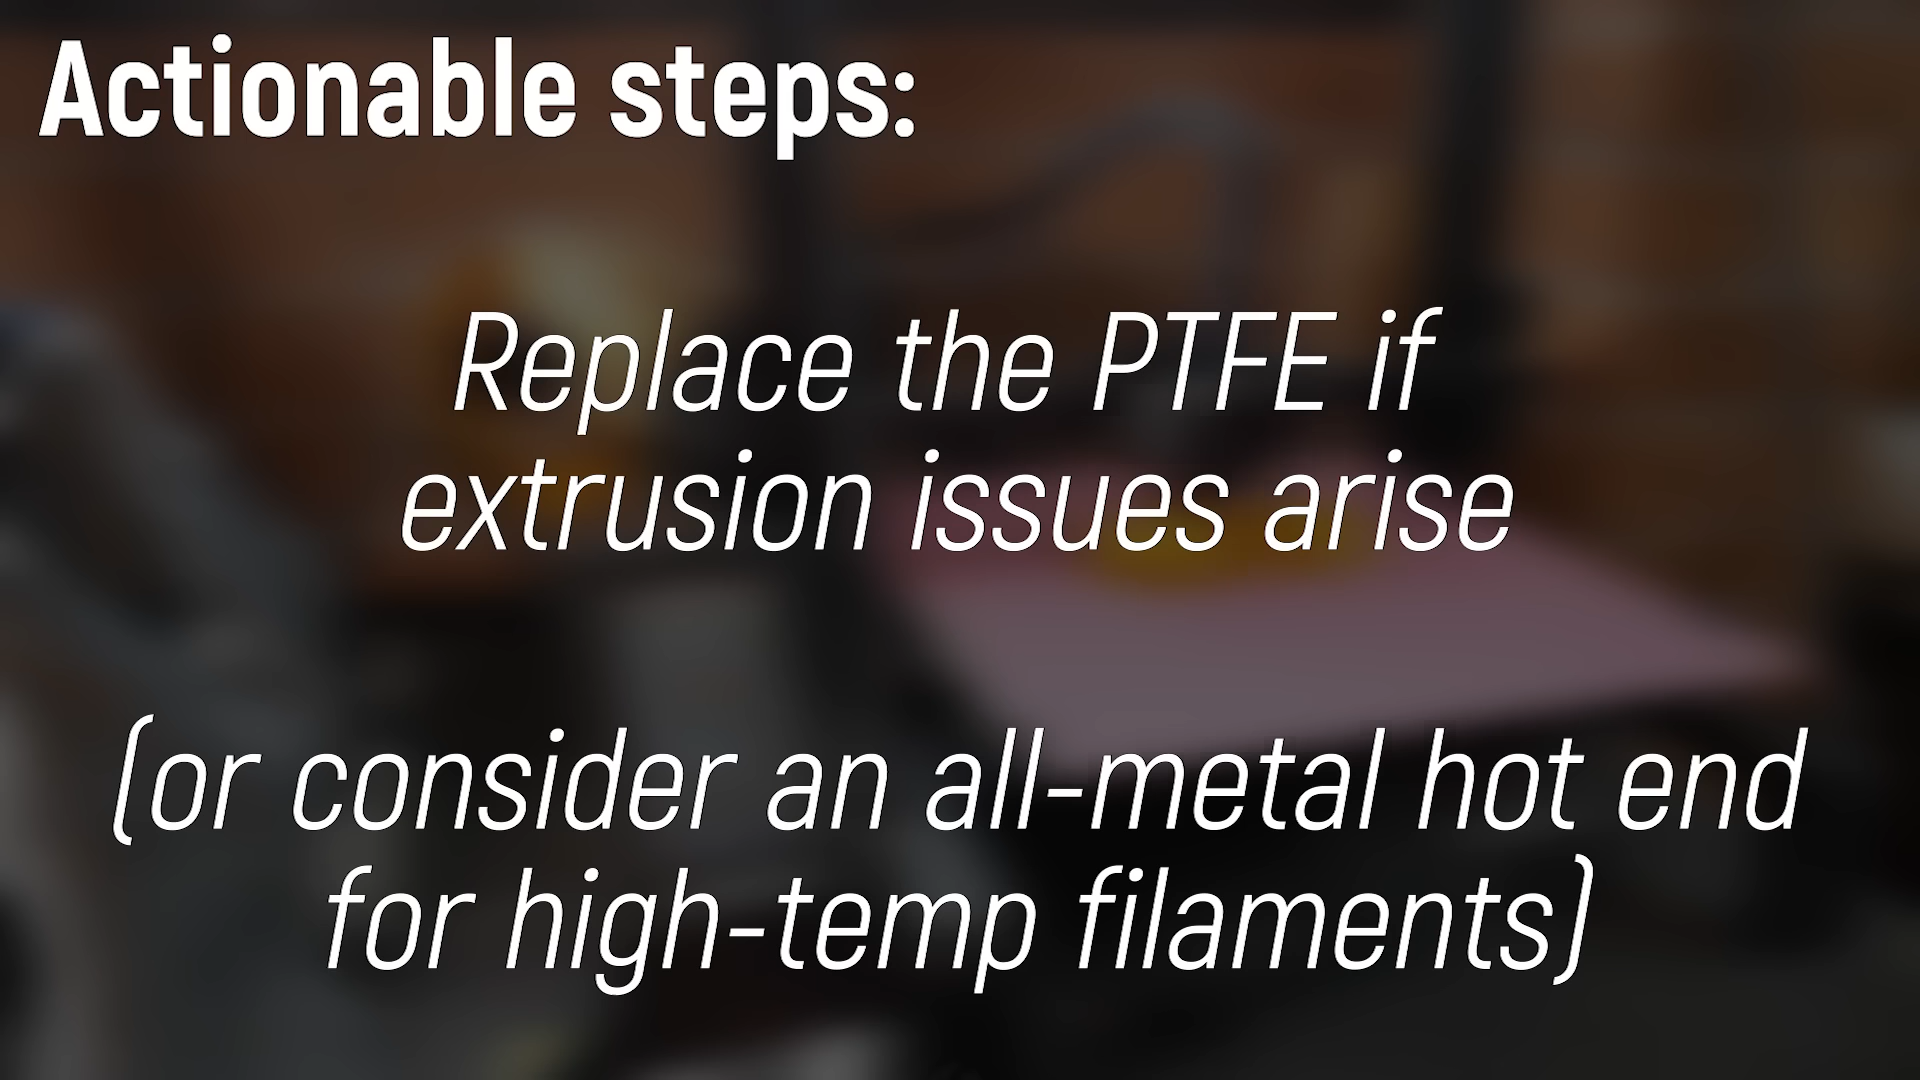 Actionable steps:
Replace the PTFE if
extrusion issues arise
(or consider an all-metal hot end
for high-temp filaments)